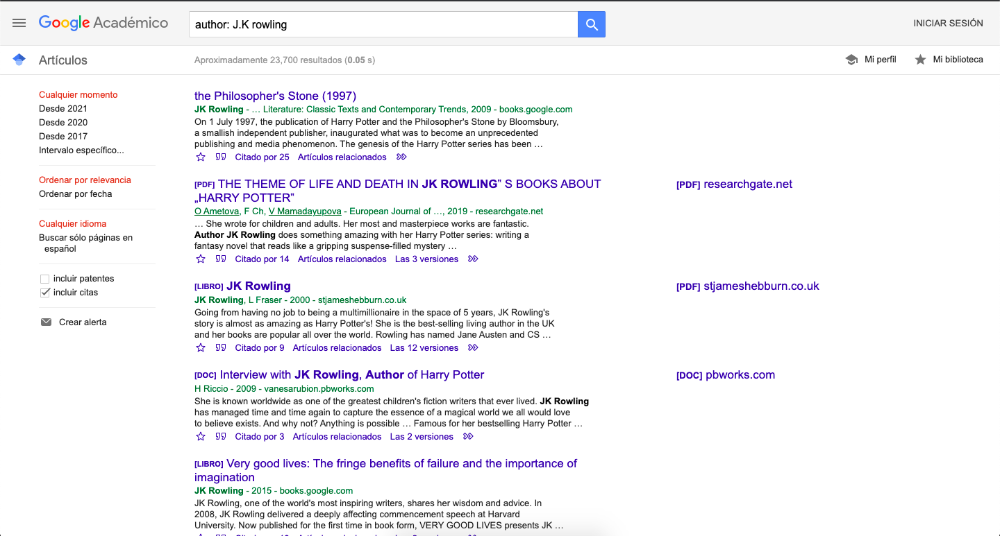 Google Académico
author: J.K rowling
INICIAR SESIÓN
Artículos
Aproximadamente 23,700 resultados (0.05 s)
Mi perfil
Mi biblioteca
Cualquier momento
Desde 2021
Desde 2020
Desde 2017
Intervalo específico...
Ordenar por relevancia
Ordenar por fecha
Cualquier idioma
Buscar sólo páginas en
español
incluir patentes
incluir citas
Crear alerta
the Philosopher's Stone (1997)
JK Rowling - … Literature: Classic Texts and Contemporary Trends, 2009 - books.google.com
On 1 July 1997, the publication of Harry Potter and the Philosopher's Stone by Bloomsbury,
a smallish independent publisher, inaugurated what was to become an unprecedented
publishing and media phenomenon. The genesis of the Harry Potter series has been …
Citado por 25 Artículos relacionados
[PDF] THE THEME OF LIFE AND DEATH IN JK ROWLING‟ S BOOKS ABOUT
„HARRY POTTER‟
O Ametova, F Ch, V Mamadayupova - European Journal of …, 2019 - researchgate.net
… She wrote for children and adults. Her most and masterpiece works are fantastic.
Author JK Rowling does something amazing with her Harry Potter series: writing a
fantasy novel that reads like a gripping suspense-filled mystery …
Citado por 14 Artículos relacionados Las 3 versiones
[PDF] researchgate.net
[LIBRO] JK Rowling
JK Rowling, L Fraser - 2000 - stjameshebburn.co.uk
Going from having no job to being a multimillionaire in the space of 5 years, JK Rowling's
story is almost as amazing as Harry Potter's! She is the best-selling living author in the UK
and her books are popular all over the world. Rowling has named Jane Austen and CS …
Citado por 9 Artículos relacionados Las 12 versiones
[PDF] stjameshebburn.co.uk
[DOC] Interview with JK Rowling, Author of Harry Potter
H Riccio - 2009 - vanesarubion.pbworks.com
She is known worldwide as one of the greatest children's fiction writers that ever lived. JK Rowling
has managed time and time again to capture the essence of a magical world we all would love
to believe exists. And why not? Anything is possible … Famous for her bestselling Harry Potter …
Citado por 3 Artículos relacionados Las 2 versiones
[DOC] pbworks.com
[LIBRO] Very good lives: The fringe benefits of failure and the importance of
imagination
JK Rowling - 2015 - books.google.com
JK Rowling, one of the world's most inspiring writers, shares her wisdom and advice. In
2008, JK Rowling delivered a deeply affecting commencement speech at Harvard
University. Now published for the first time in book form, VERY GOOD LIVES presents JK …